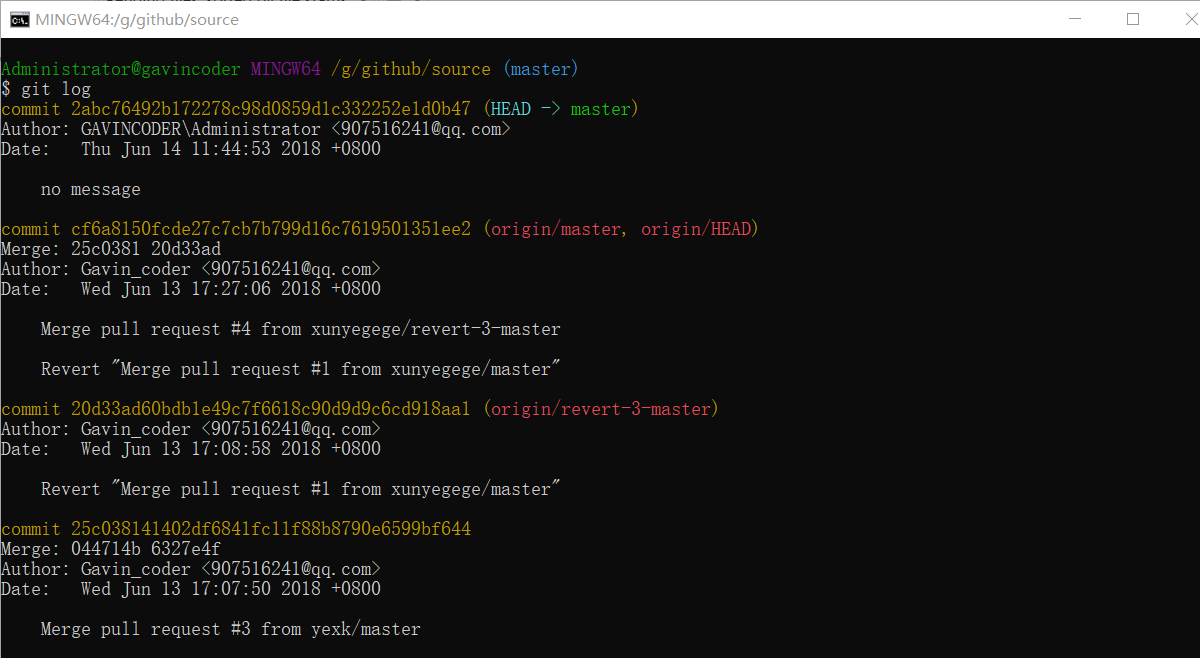 MINGW64:/g/github/source
Administrator@gavincoder MINGW64 /g/github/source (master)
$ git log
commit 2abc76492b172278c98d0859d1c332252e1d0b47 (HEAD -> master)
Author: GAVINCODER\Administrator <907516241@qq.com>
Date:   Thu Jun 14 11:44:53 2018 +0800
    no message
commit cf6a8150fcde27c7cb7b799d16c7619501351ee2 (origin/master, origin/HEAD)
Merge: 25c0381 20d33ad
Author: Gavin_coder <907516241@qq.com>
Date:   Wed Jun 13 17:27:06 2018 +0800
    Merge pull request #4 from xunyegege/revert-3-master
    Revert "Merge pull request #1 from xunyegege/master"
commit 20d33ad60bdb1e49c7f6618c90d9d9c6cd918aa1 (origin/revert-3-master)
Author: Gavin_coder <907516241@qq.com>
Date:   Wed Jun 13 17:08:58 2018 +0800
    Revert "Merge pull request #1 from xunyegege/master"
commit 25c038141402df6841fc11f88b8790e6599bf644
Merge: 044714b 6327e4f
Author: Gavin_coder <907516241@qq.com>
Date:   Wed Jun 13 17:07:50 2018 +0800
    Merge pull request #3 from yexk/master